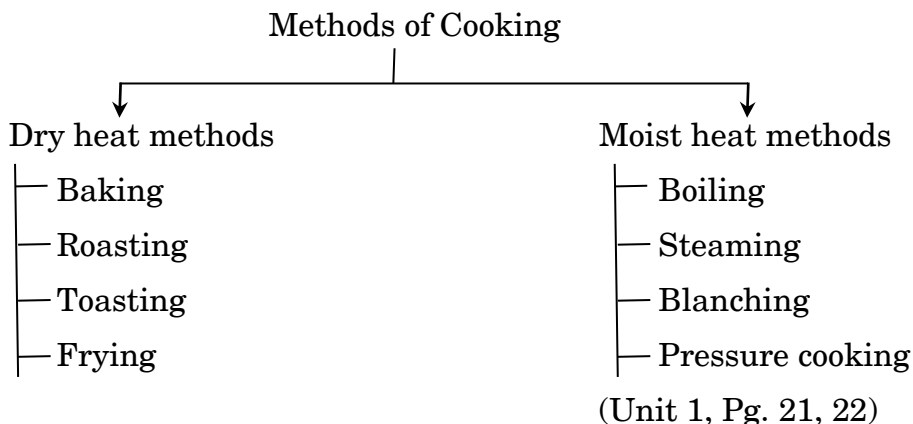 Methods of Cooking
Dry heat methods
Baking
Roasting
Toasting
Frying
Moist heat methods
Boiling
Steaming
Blanching
Pressure cooking
(Unit 1, Pg. 21, 22)